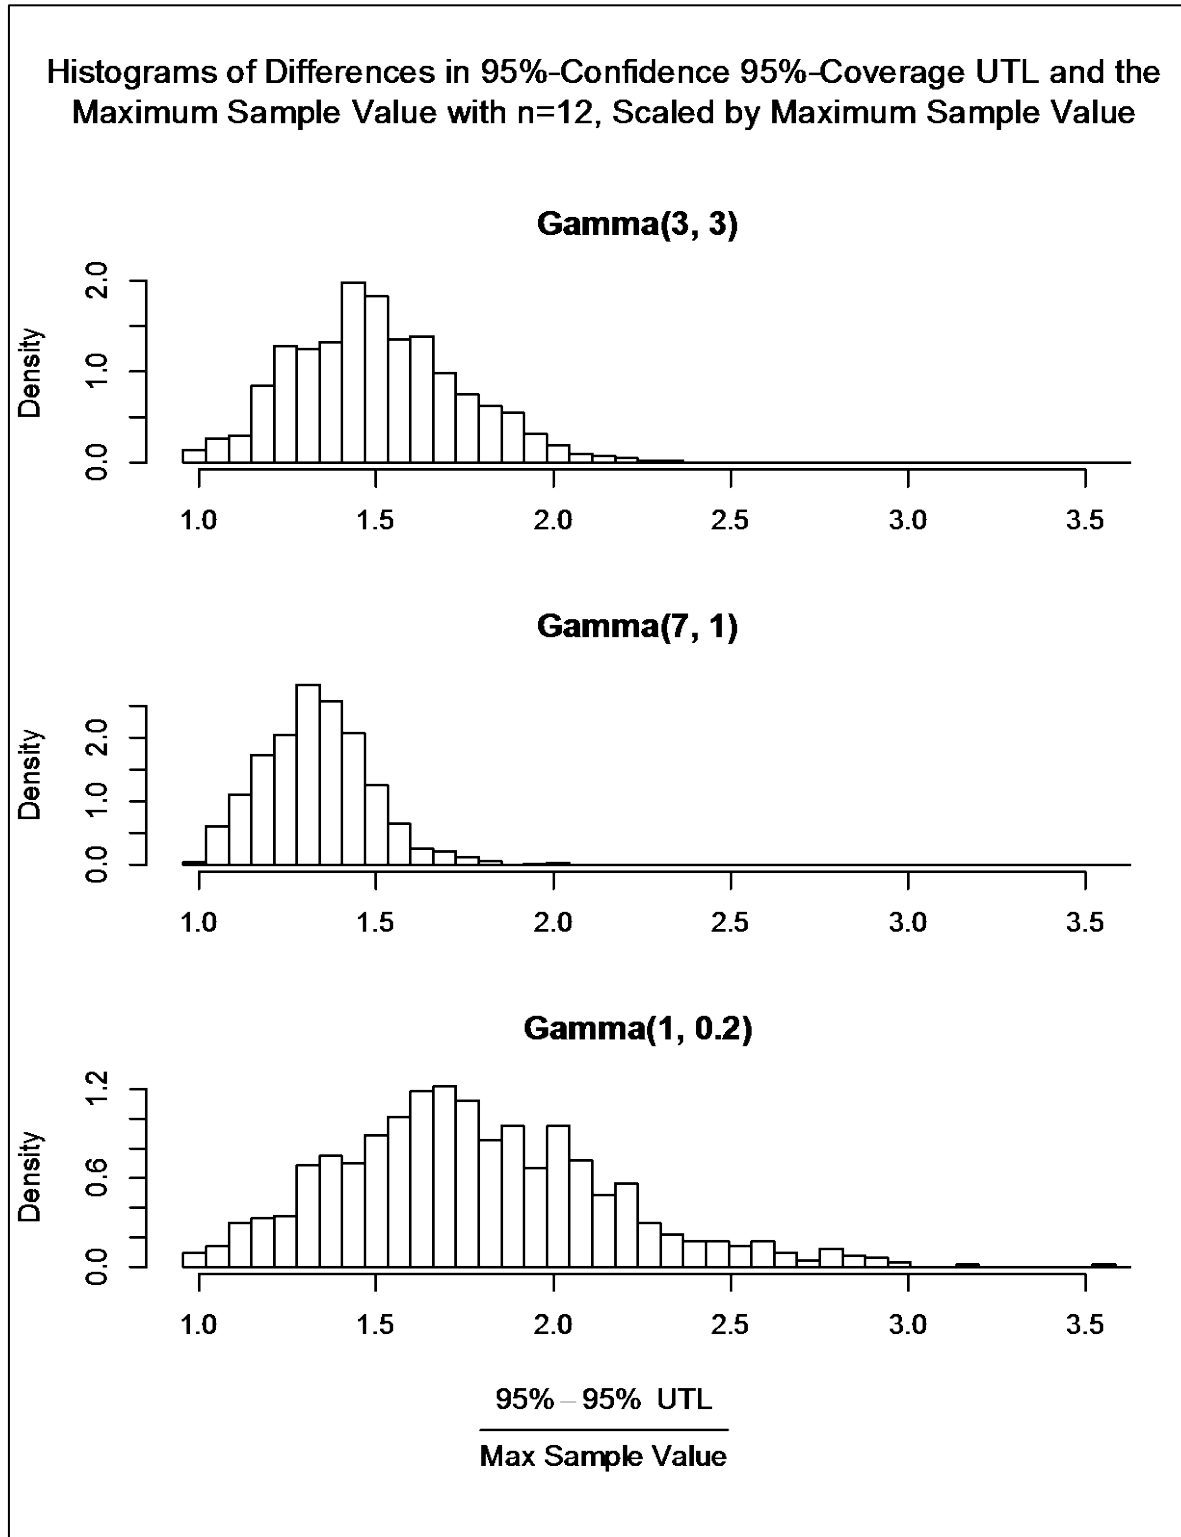 Histograms of Differences in 95%-Confidence 95%-Coverage UTL and the
Maximum Sample Value with n=12, Scaled by Maximum Sample Value
Gamma(3, 3)
Density
2.0
1.0
0.0
1.0 1.5 2.0 2.5 3.0 3.5
Gamma(7, 1)
Density
2.0
1.0
0.0
1.0 1.5 2.0 2.5 3.0 3.5
Gamma(1, 0.2)
Density
1.2
0.6
0.0
1.0 1.5 2.0 2.5 3.0 3.5
95% – 95% UTL
Max Sample Value